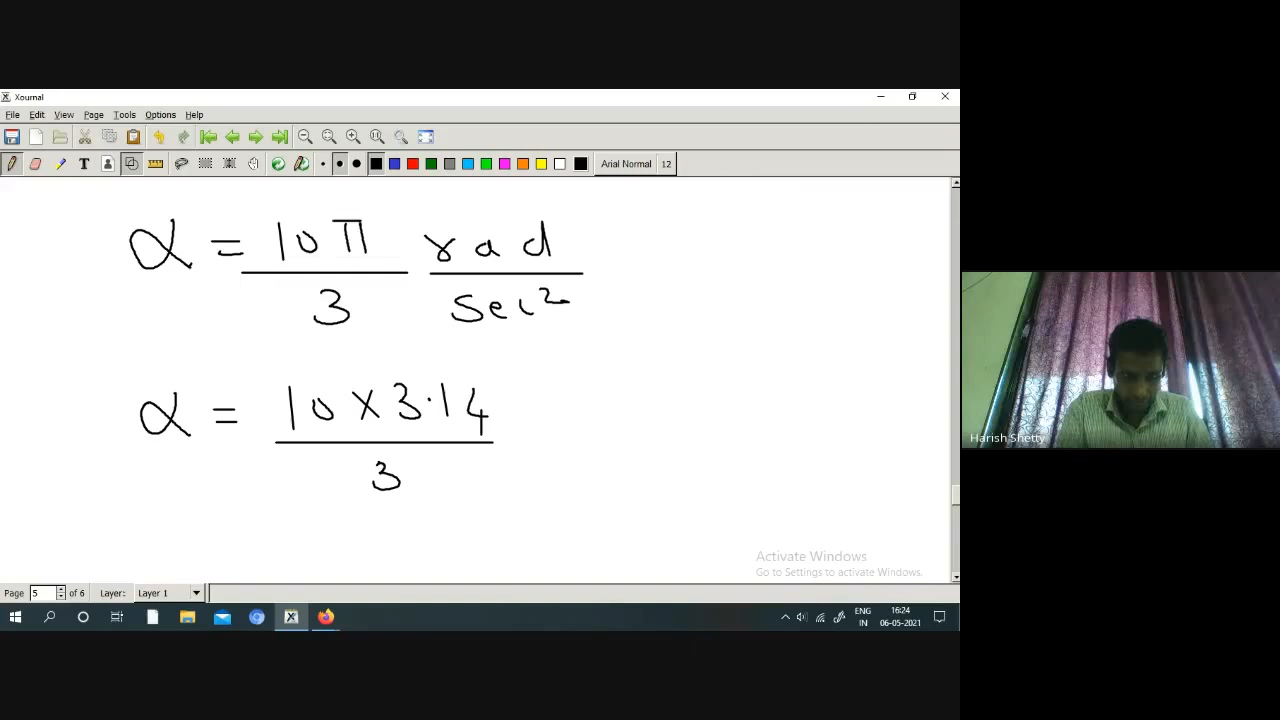 Xournal
File Edit View Page Tools Options Help
Arial Normal 12
α = 10π rad
3 sec²
α = 10 × 3.14
3
Harish Shetty
Activate Windows
Go to Settings to activate Windows.
Page 5 of 6 Layer: Layer 1
ENG 16:24
IN 06-05-2021